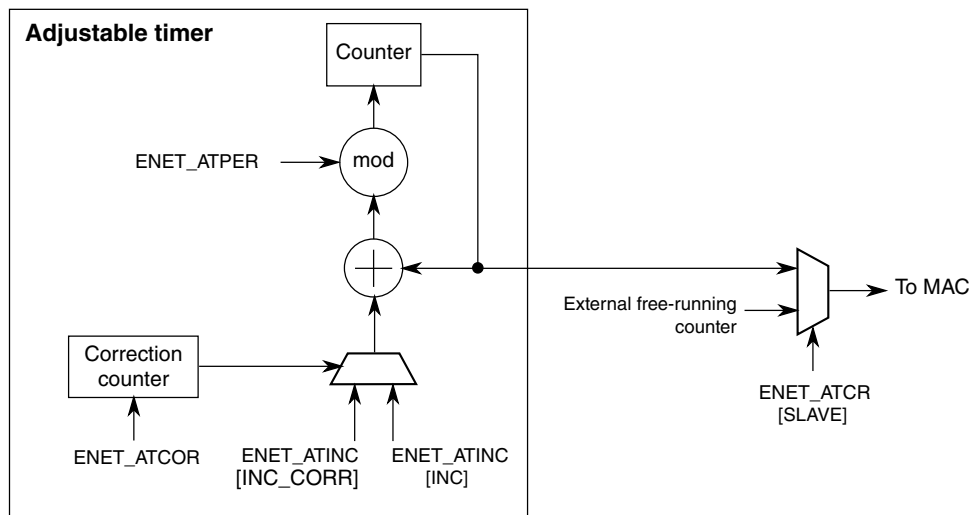 Adjustable timer
Counter
ENET_ATPER
mod
External free-running
counter
To MAC
Correction
counter
ENET_ATCR
[SLAVE]
ENET_ATCOR
ENET_ATINC
[INC_CORR]
ENET_ATINC
[INC]